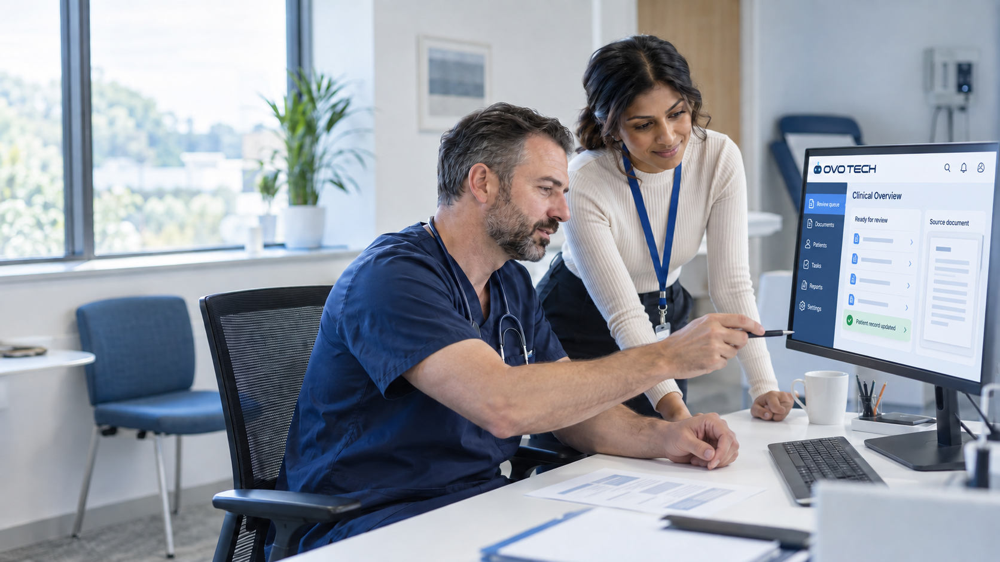 OVO TECH
Clinical Overview
Review queue
Documents
Patients
Tasks
Reports
Settings
Ready for review
Patient record updated
Source document